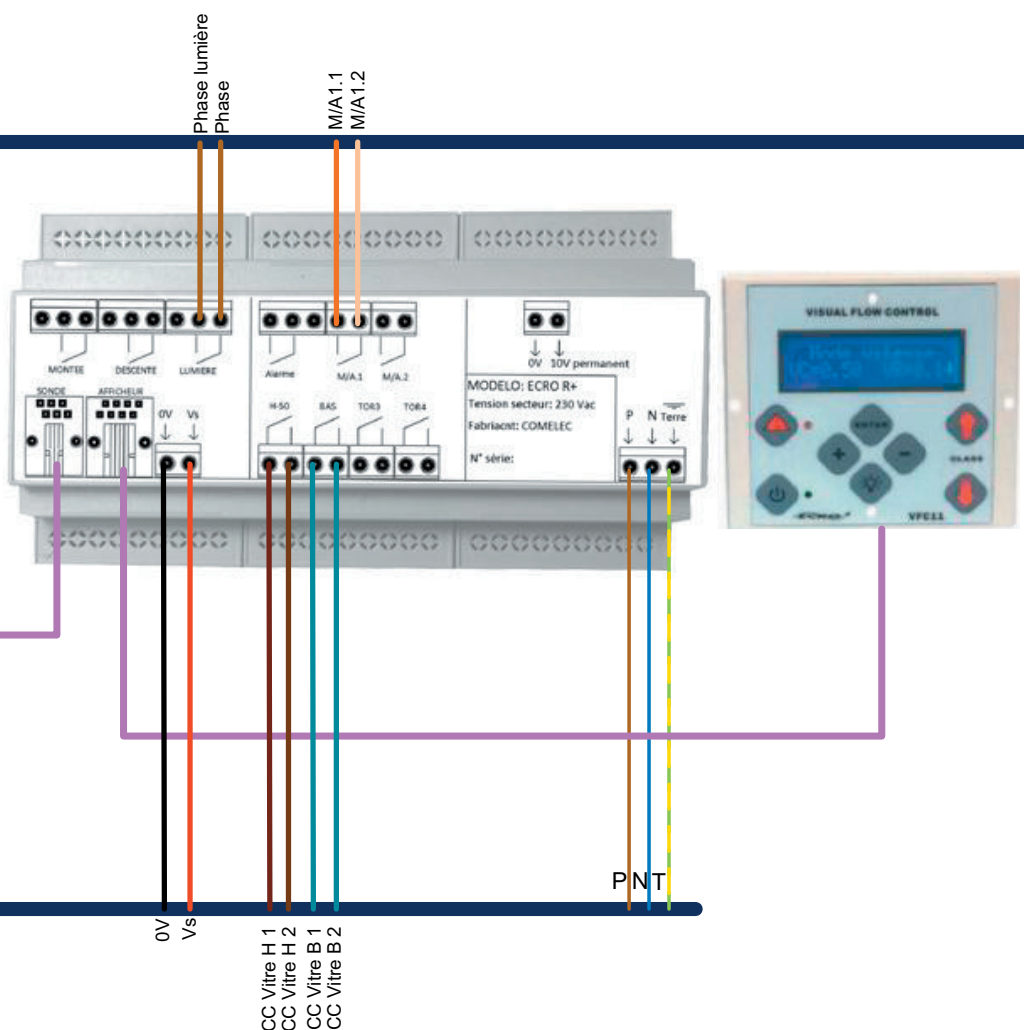 Phase lumière
Phase
M/A1.1
M/A1.2
MONTEE
DESCENTE
LUMIERE
Alarme
M/A.1
M/A.2
0V
10V permanent
SONDE
AFFICHEUR
0V
Vs
H-50
BAS
TOR3
TOR4
MODELO: ECRO R+
Tension secteur: 230 Vac
Fabriacnt: COMELEC
N° série:
P
N
Terre
VISUAL FLOW CONTROL
ENTER
+
-
GLASS
VFC11
P
N
T
0V
Vs
CC Vitre H 1
CC Vitre H 2
CC Vitre B 1
CC Vitre B 2